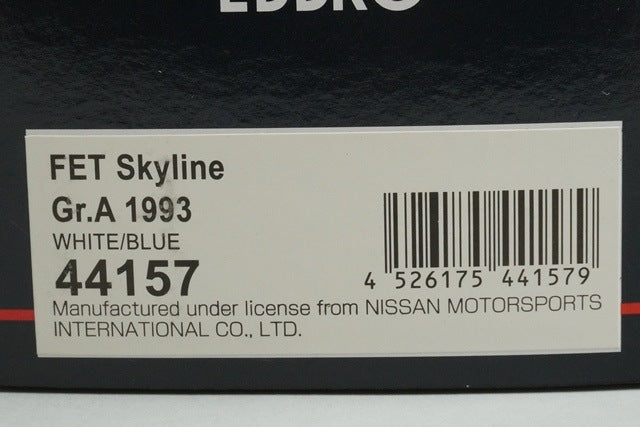 EBBRO
FET Skyline
Gr.A 1993
WHITE/BLUE
44157
4 526175 441579
Manufactured under license from NISSAN MOTORSPORTS
INTERNATIONAL CO., LTD.